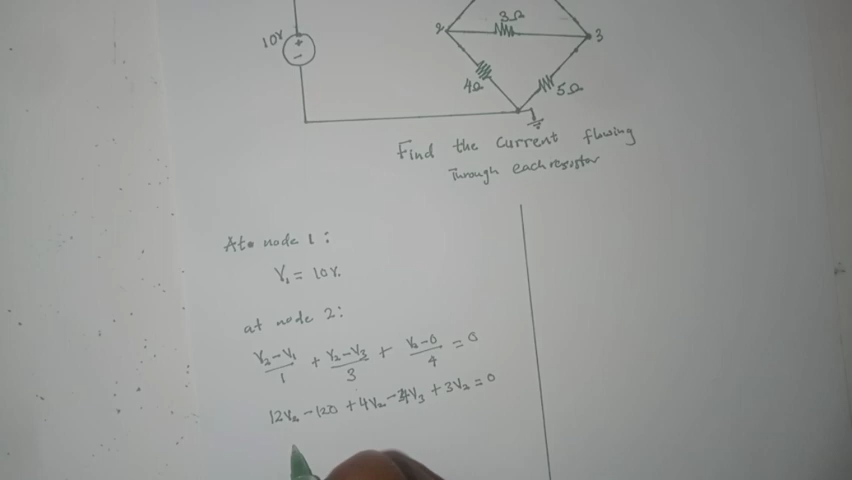 3Ω
2
3
10V
+
−
4Ω
5Ω
Find the current flowing
Through each resistor
At node 1:
V₁ = 10V.
at node 2:
V₂−V₁/1 + V₂−V₃/3 + V₂−0/4 = 0
12V₂ − 120 + 4V₂ − 4V₃ + 3V₂ = 0